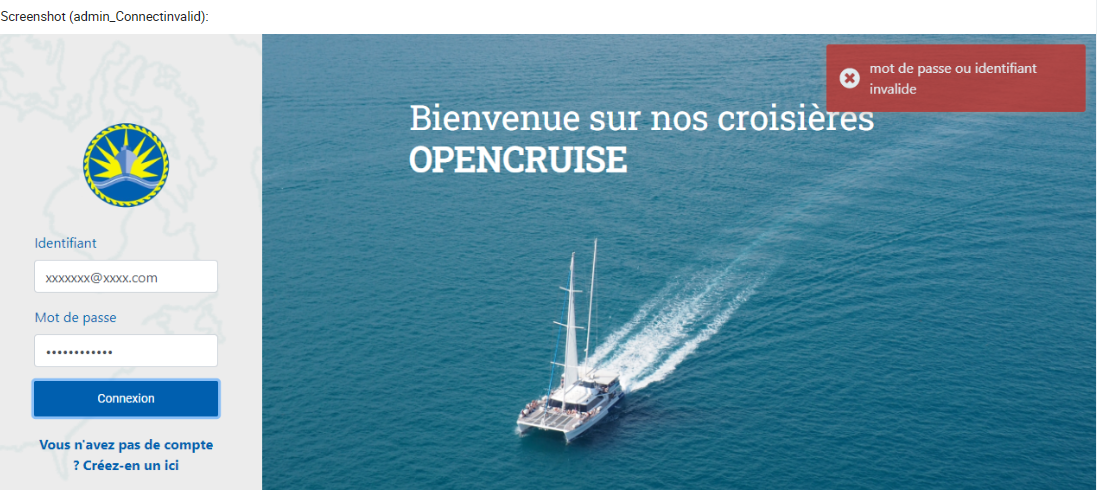 Screenshot (admin_Connectinvalid):
mot de passe ou identifiant
invalide
Bienvenue sur nos croisières
OPENCRUISE
Identifiant
xxxxxxx@xxxx.com
Mot de passe
••••••••••••
Connexion
Vous n'avez pas de compte
? Créez-en un ici